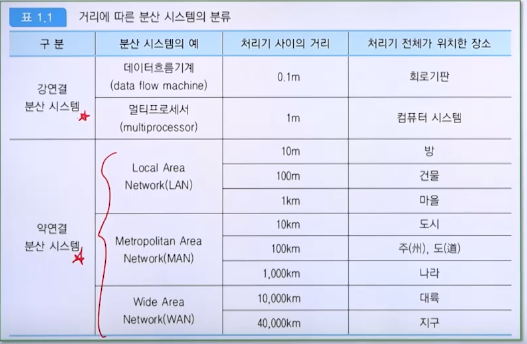 표 1.1 거리에 따른 분산 시스템의 분류
구 분 분산 시스템의 예 처리기 사이의 거리 처리기 전체가 위치한 장소
강연결
분산 시스템
데이터흐름기계
(data flow machine)
0.1m 회로기판
멀티프로세서
(multiprocessor)
1m 컴퓨터 시스템
약연결
분산 시스템
Local Area
Network(LAN)
10m 방
100m 건물
1km 마을
Metropolitan Area
Network(MAN)
10km 도시
100km 주(州), 도(道)
1,000km 나라
Wide Area
Network(WAN)
10,000km 대륙
40,000km 지구